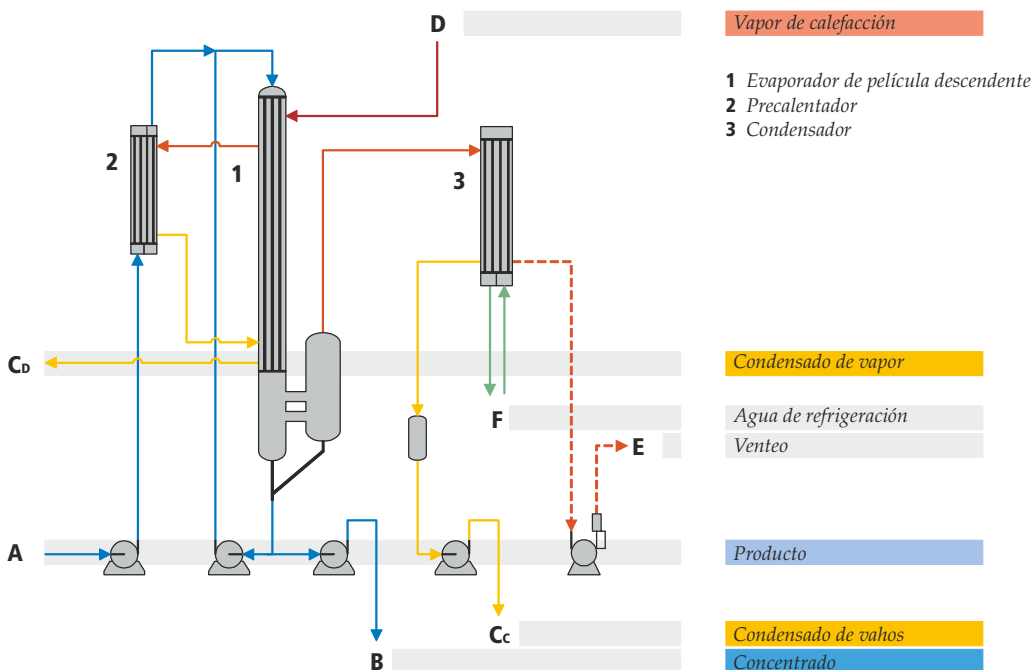 D
Vapor de calefacción
1 Evaporador de película descendente
2 Precalentador
3 Condensador
2
1
3
CD
Condensado de vapor
F
Agua de refrigeración
E
Venteo
A
Producto
Cc
Condensado de vahos
B
Concentrado